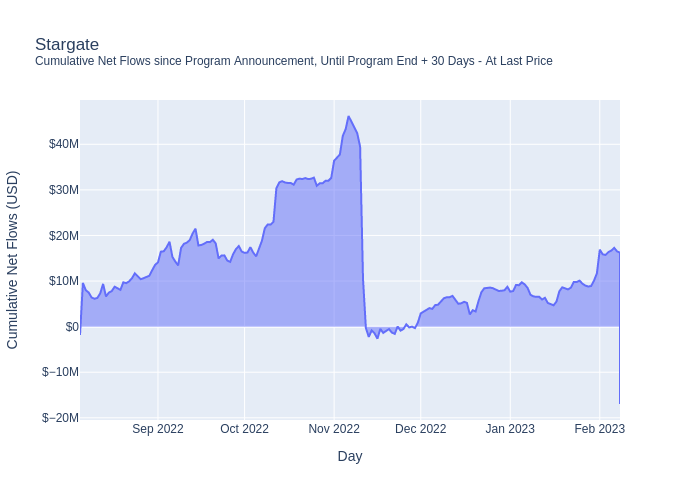 Stargate
Cumulative Net Flows since Program Announcement, Until Program End + 30 Days - At Last Price
Cumulative Net Flows (USD)
$40M
$30M
$20M
$10M
$0
$−10M
$−20M
Sep 2022
Oct 2022
Nov 2022
Dec 2022
Jan 2023
Feb 2023
Day